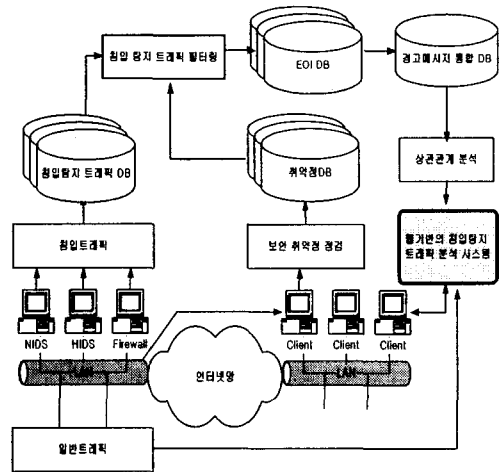 침입 탐지 트래픽 필터링
EOI DB
경고메시지 통합 DB
침입탐지 트래픽 DB
취약점DB
상관관계 분석
침입트래픽
보안 취약점 점검
웹기반의 침입탐지
트래픽 분석 시스템
NIDS
HIDS
Firewall
Client
Client
Client
LAN
인터넷망
LAN
일반트래픽